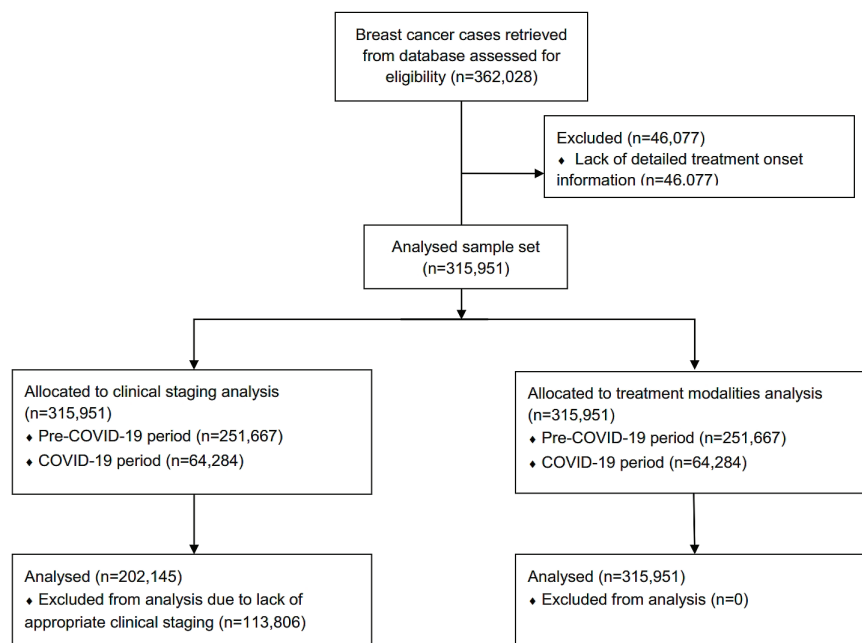 Breast cancer cases retrieved
from database assessed for
eligibility (n=362,028)
Excluded (n=46,077)
♦ Lack of detailed treatment onset
information (n=46.077)
Analysed sample set
(n=315,951)
Allocated to clinical staging analysis
(n=315,951)
♦ Pre-COVID-19 period (n=251,667)
♦ COVID-19 period (n=64,284)
Allocated to treatment modalities analysis
(n=315,951)
♦ Pre-COVID-19 period (n=251,667)
♦ COVID-19 period (n=64,284)
Analysed (n=202,145)
♦ Excluded from analysis due to lack of
appropriate clinical staging (n=113,806)
Analysed (n=315,951)
♦ Excluded from analysis (n=0)